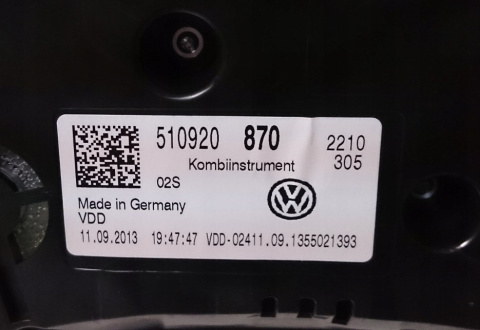 510920 870 2210
Kombiinstrument 305
02S
Made in Germany
VDD
11.09.2013 19:47:47 VDD-02411.09.1355021393